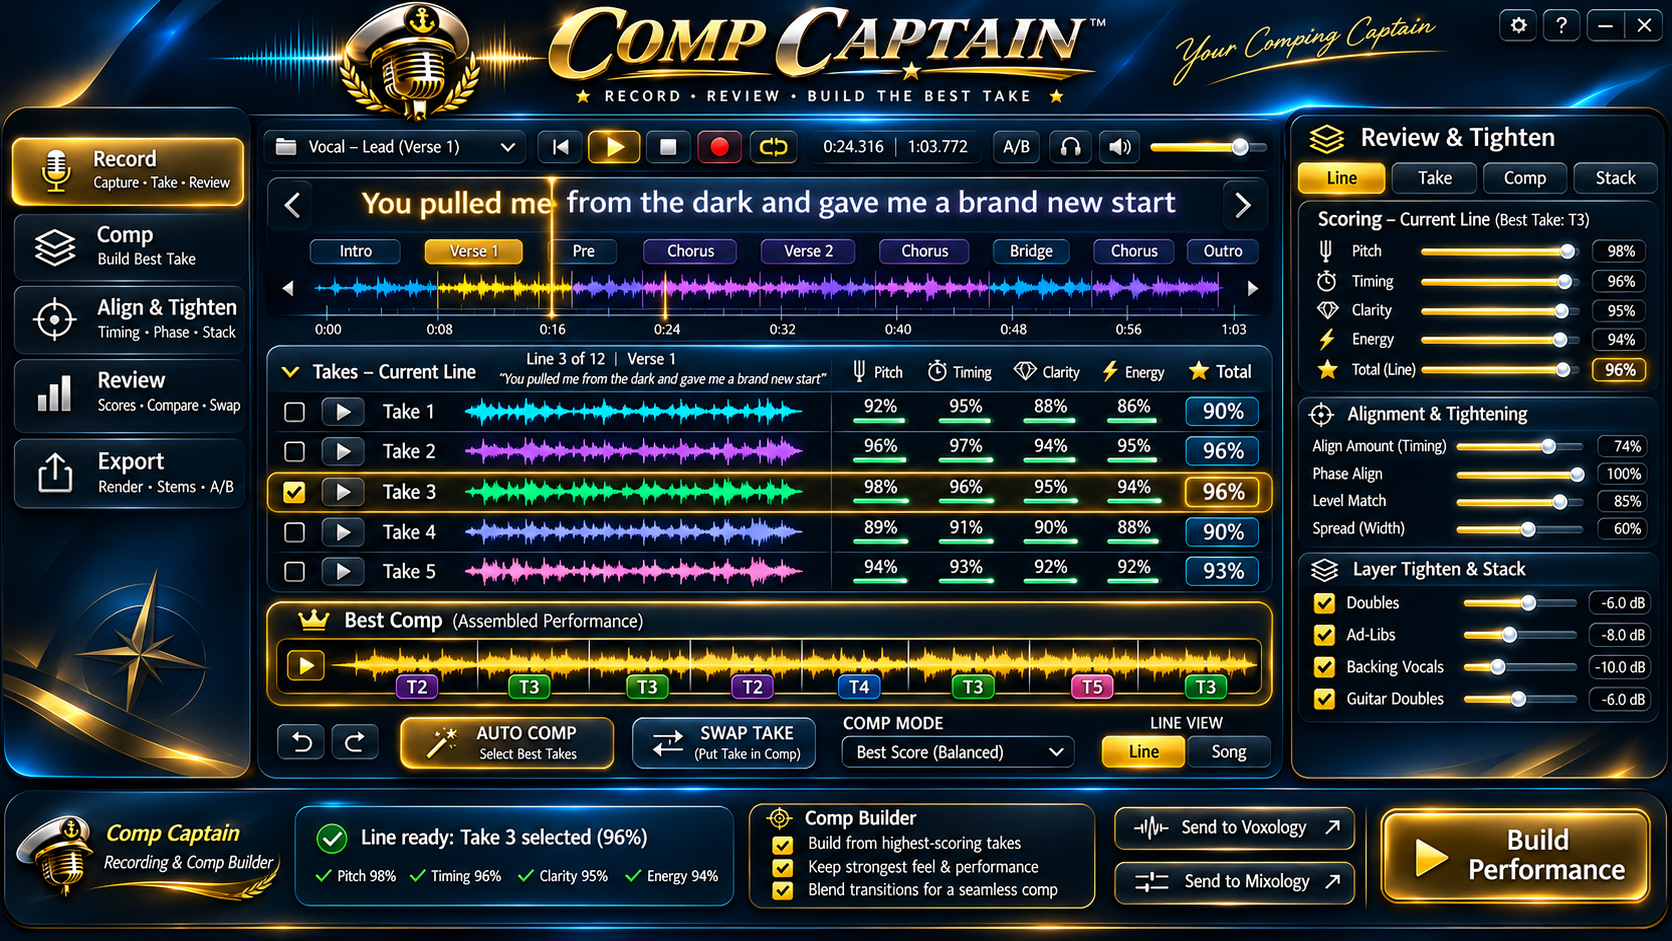 COMP CAPTAIN™
★ RECORD • REVIEW • BUILD THE BEST TAKE ★
Your Comping Captain
?
Record
Capture • Take • Review
Comp
Build Best Take
Align & Tighten
Timing • Phase • Stack
Review
Scores • Compare • Swap
Export
Render • Stems • A/B
Vocal – Lead (Verse 1)
0:24.316 | 1:03.772
A/B
You pulled me from the dark and gave me a brand new start
Intro
Verse 1
Pre
Chorus
Verse 2
Chorus
Bridge
Chorus
Outro
0:00 0:08 0:16 0:24 0:32 0:40 0:48 0:56 1:03
Takes – Current Line
Line 3 of 12 | Verse 1
"You pulled me from the dark and gave me a brand new start"
Pitch Timing Clarity Energy Total
Take 1 92% 95% 88% 86% 90%
Take 2 96% 97% 94% 95% 96%
Take 3 98% 96% 95% 94% 96%
Take 4 89% 91% 90% 88% 90%
Take 5 94% 93% 92% 92% 93%
Best Comp (Assembled Performance)
T2 T3 T3 T2 T4 T3 T5 T3
AUTO COMP
Select Best Takes
SWAP TAKE
(Put Take in Comp)
COMP MODE
Best Score (Balanced)
LINE VIEW
Line Song
Review & Tighten
Line Take Comp Stack
Scoring – Current Line (Best Take: T3)
Pitch 98%
Timing 96%
Clarity 95%
Energy 94%
Total (Line) 96%
Alignment & Tightening
Align Amount (Timing) 74%
Phase Align 100%
Level Match 85%
Spread (Width) 60%
Layer Tighten & Stack
Doubles -6.0 dB
Ad-Libs -8.0 dB
Backing Vocals -10.0 dB
Guitar Doubles -6.0 dB
Comp Captain
Recording & Comp Builder
Line ready: Take 3 selected (96%)
Pitch 98% Timing 96% Clarity 95% Energy 94%
Comp Builder
Build from highest-scoring takes
Keep strongest feel & performance
Blend transitions for a seamless comp
Send to Voxology
Send to Mixology
Build
Performance